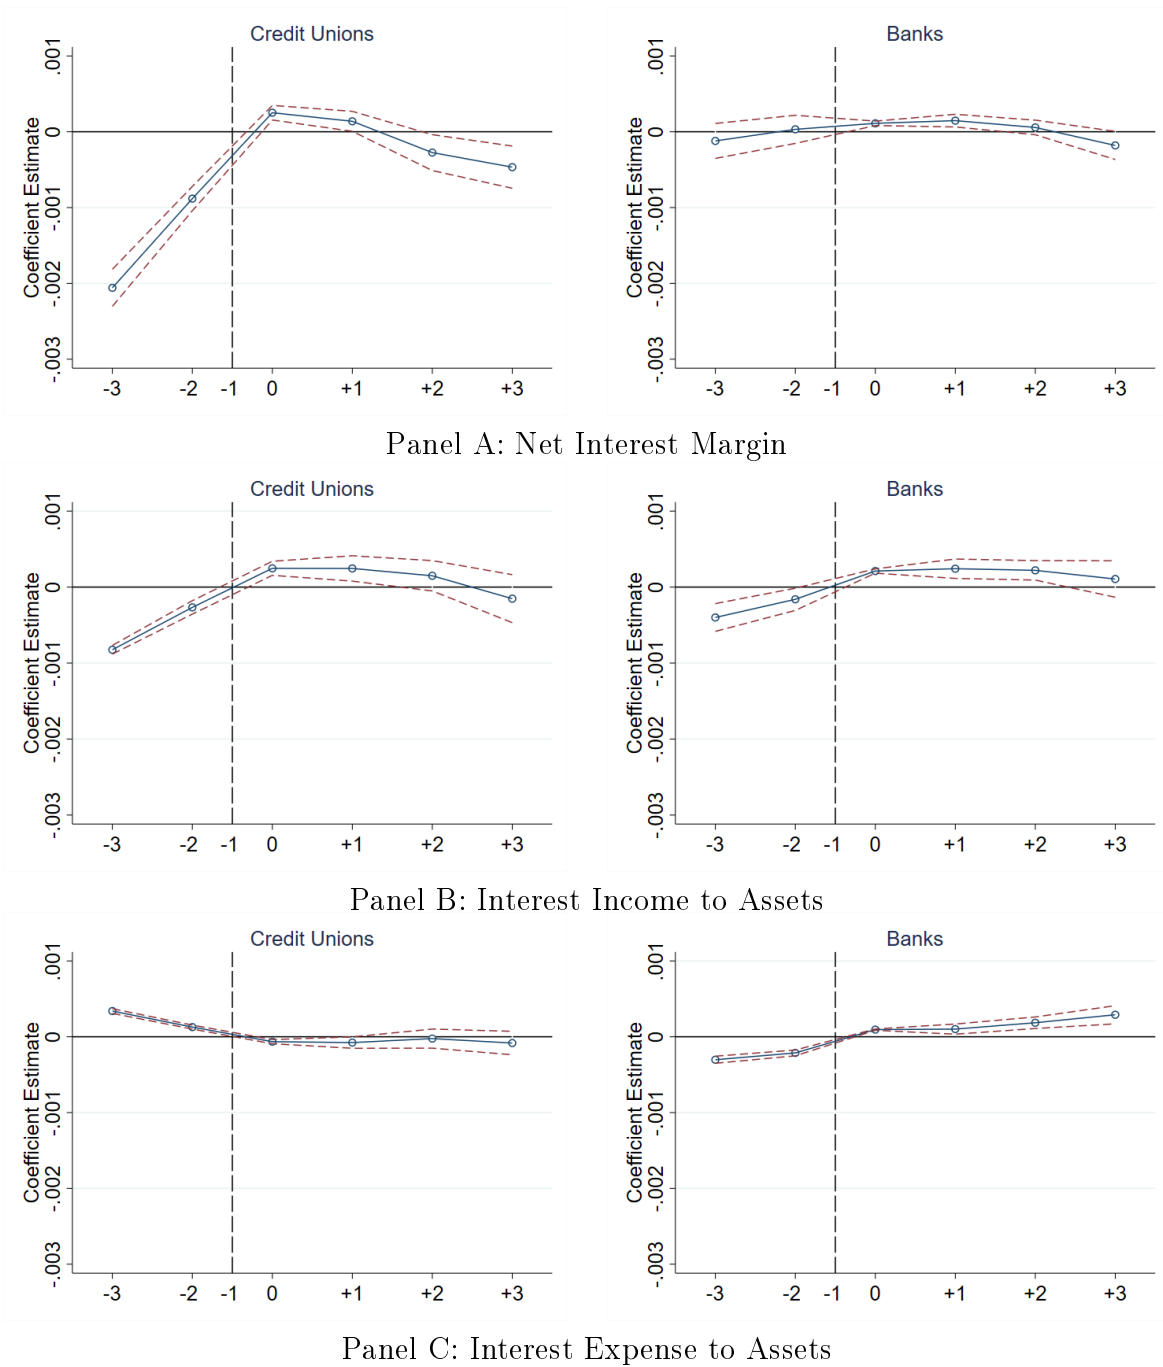 Credit Unions
Banks
Coefficient Estimate
.001
0
-.001
-.002
-.003
-3 -2 -1 0 +1 +2 +3
Coefficient Estimate
.001
0
-.001
-.002
-.003
-3 -2 -1 0 +1 +2 +3
Panel A: Net Interest Margin
Credit Unions
Banks
Coefficient Estimate
.001
0
-.001
-.002
-.003
-3 -2 -1 0 +1 +2 +3
Coefficient Estimate
.001
0
-.001
-.002
-.003
-3 -2 -1 0 +1 +2 +3
Panel B: Interest Income to Assets
Credit Unions
Banks
Coefficient Estimate
.001
0
-.001
-.002
-.003
-3 -2 -1 0 +1 +2 +3
Coefficient Estimate
.001
0
-.001
-.002
-.003
-3 -2 -1 0 +1 +2 +3
Panel C: Interest Expense to Assets